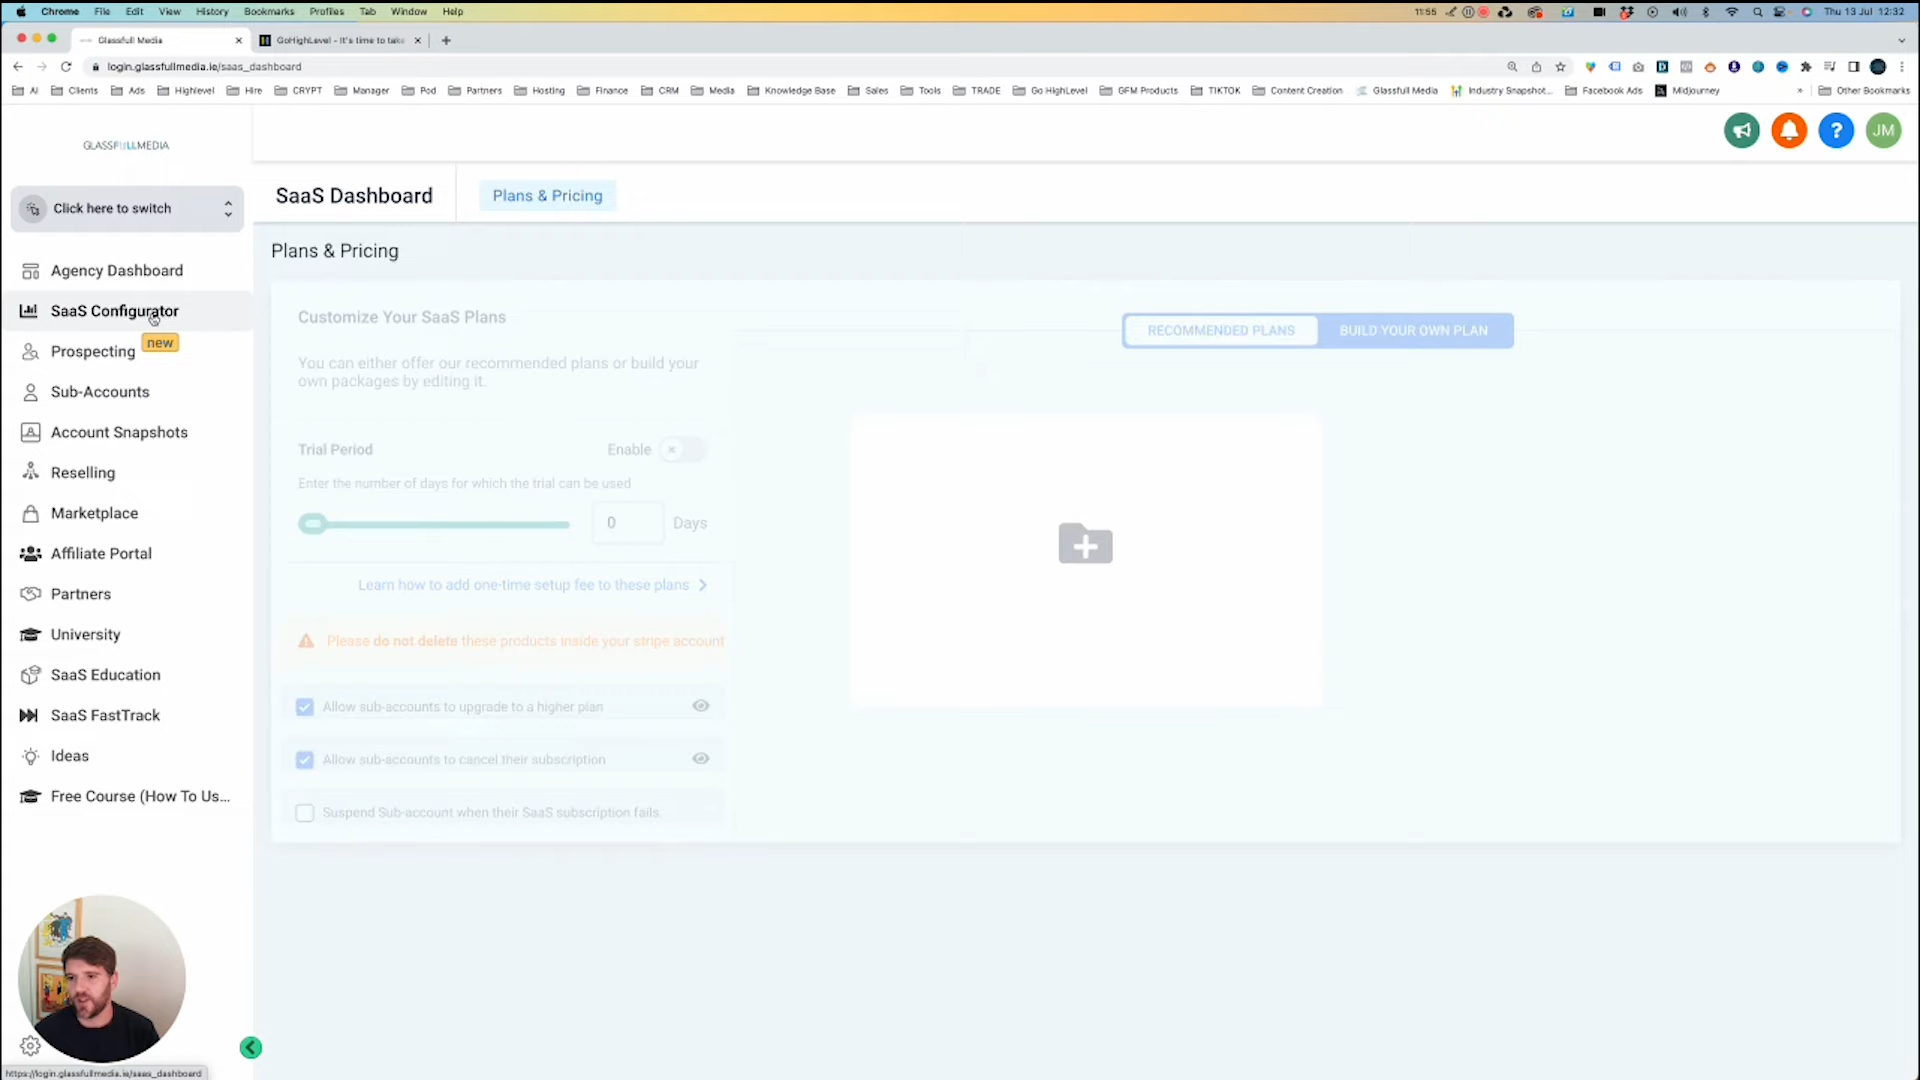 Chrome File Edit View History Bookmarks Profiles Tab Window Help
11:55
Thu 13 Jul 12:32
Glassfull Media
GoHighLevel - It's time to take
login.glassfullmedia.ie/saas_dashboard
AI Clients Ads Highlevel Hire CRYPT Manager Pod Partners Hosting Finance CRM Media Knowledge Base Sales Tools TRADE Go HighLevel GFM Products TIKTOK Content Creation Glassfull Media Industry Snapshot... Facebook Ads Midjourney » Other Bookmarks
GLASSFULLMEDIA
? JM
Click here to switch
SaaS Dashboard
Plans & Pricing
Agency Dashboard
SaaS Configurator
Prospecting
new
Sub-Accounts
Account Snapshots
Reselling
Marketplace
Affiliate Portal
Partners
University
SaaS Education
SaaS FastTrack
Ideas
Free Course (How To Us...
Plans & Pricing
Customize Your SaaS Plans
You can either offer our recommended plans or build your
own packages by editing it.
Trial Period
Enable
Enter the number of days for which the trial can be used
0 Days
Learn how to add one-time setup fee to these plans
Please do not delete these products inside your stripe account
Allow sub-accounts to upgrade to a higher plan
Allow sub-accounts to cancel their subscription
Suspend Sub-account when their SaaS subscription fails.
RECOMMENDED PLANS
BUILD YOUR OWN PLAN
https://login.glassfullmedia.ie/saas_dashboard